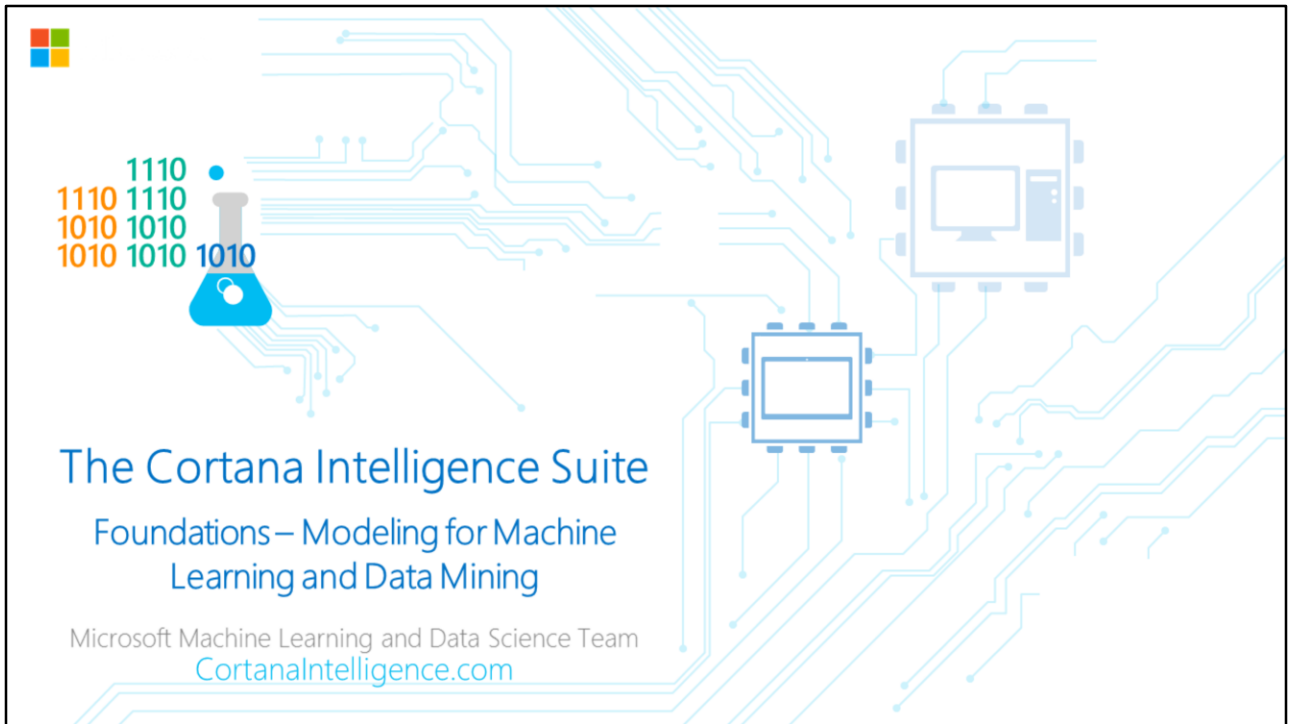 1110
1110 1110
1010 1010
1010 1010 1010
The Cortana Intelligence Suite
Foundations – Modeling for Machine
Learning and Data Mining
Microsoft Machine Learning and Data Science Team
CortanaIntelligence.com